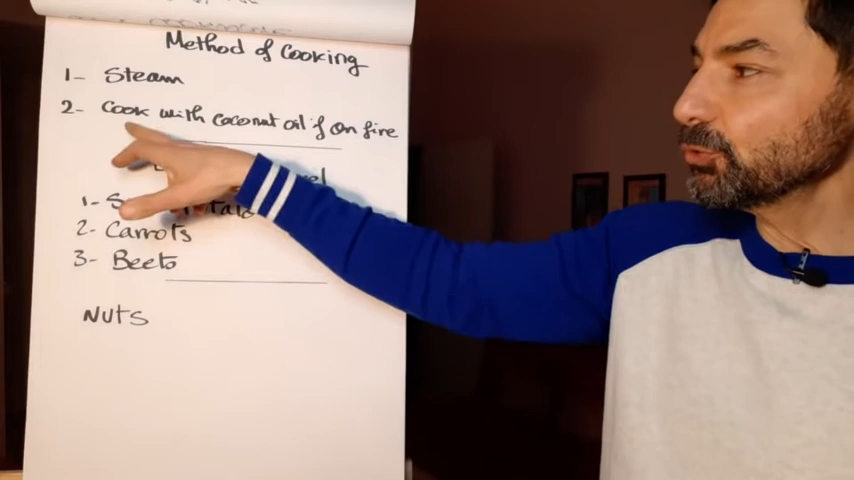 Method of Cooking
1- Steam
2- Cook with Coconut oil if on fire
2- Carrots
3- Beets
NUTS